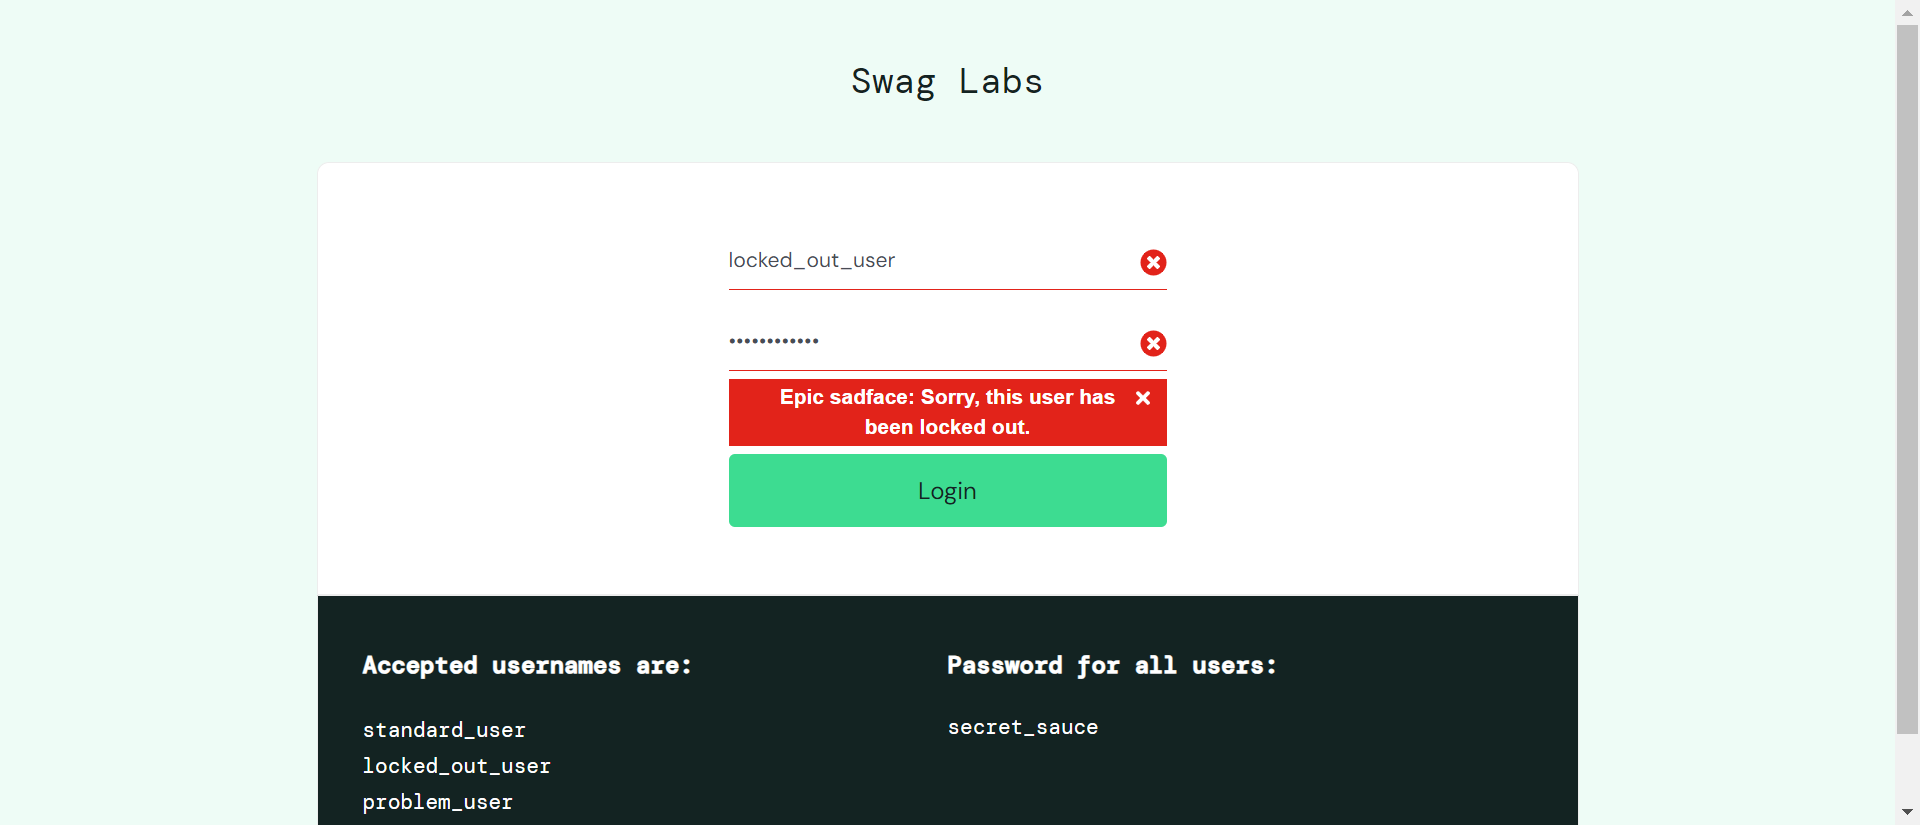 Swag Labs
locked_out_user
••••••••••••
Epic sadface: Sorry, this user has
been locked out.
Login
Accepted usernames are:
standard_user
locked_out_user
problem_user
Password for all users:
secret_sauce